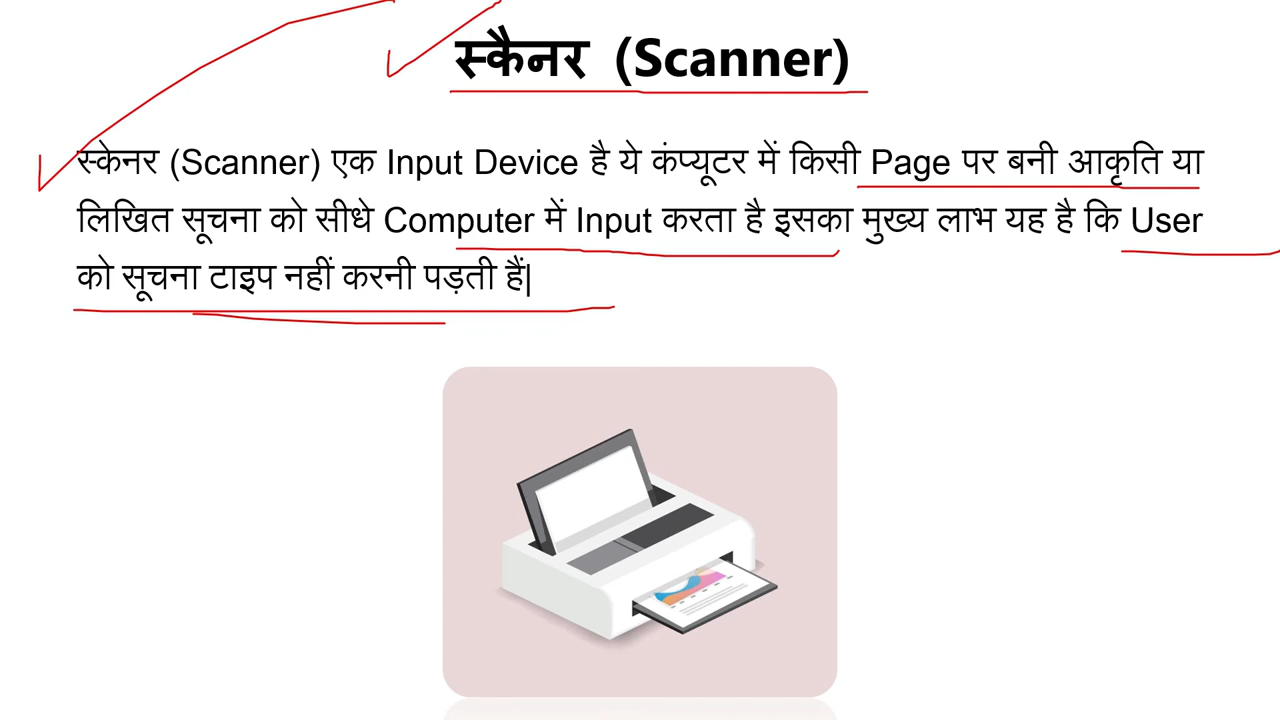 स्कैनर (Scanner)
स्केनर (Scanner) एक Input Device है ये कंप्यूटर में किसी Page पर बनी आकृति या
लिखित सूचना को सीधे Computer में Input करता है इसका मुख्य लाभ यह है कि User
को सूचना टाइप नहीं करनी पड़ती हैं|